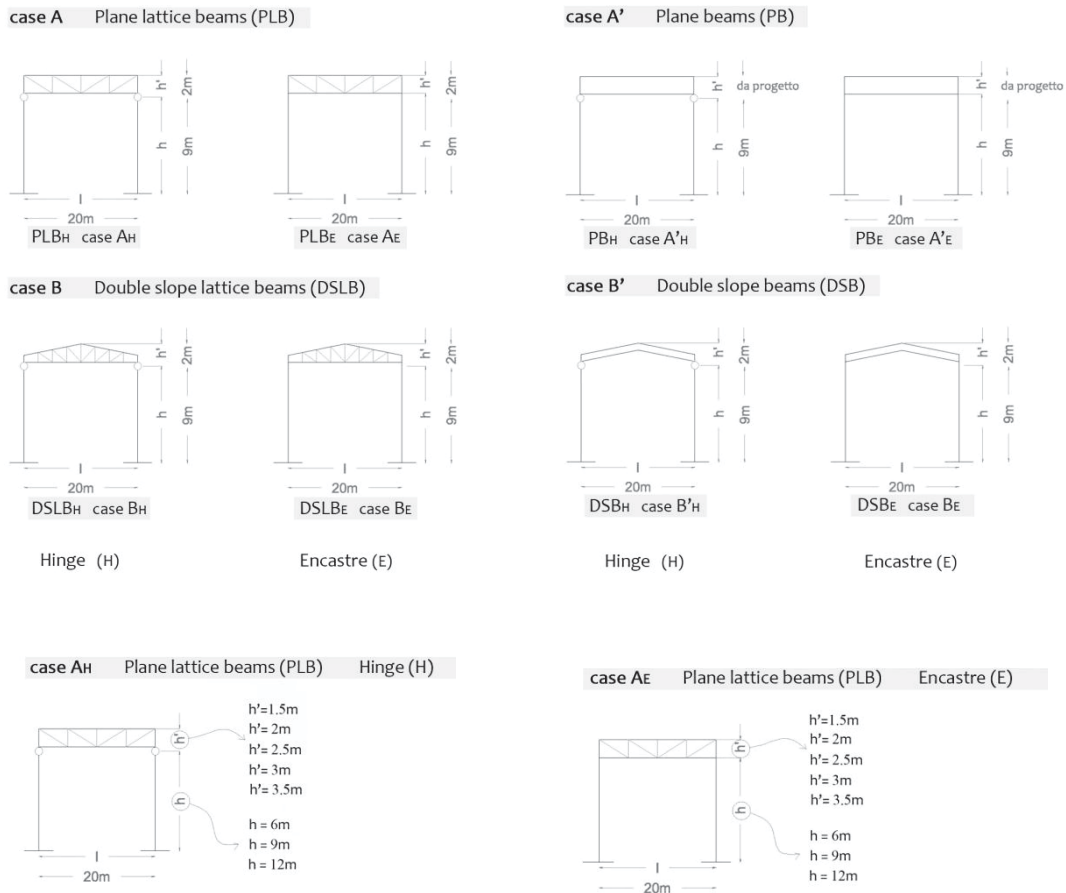 case A Plane lattice beams (PLB)
case A’ Plane beams (PB)
h' 2m
h 9m
l
20m
PLBH case AH
h' 2m
h 9m
l
20m
PLBE case AE
h' da progetto
h 9m
l
20m
PBH case A’H
h' da progetto
h 9m
l
20m
PBE case A’E
case B Double slope lattice beams (DSLB)
case B’ Double slope beams (DSB)
h' 2m
h 9m
l
20m
DSLBH case BH
h' 2m
h 9m
l
20m
DSLBE case BE
h' 2m
h 9m
l
20m
DSBH case B’H
h' 2m
h 9m
l
20m
DSBE case BE
Hinge (H)
Encastre (E)
Hinge (H)
Encastre (E)
case AH Plane lattice beams (PLB) Hinge (H)
h'
h
l
20m
h’=1.5m
h’= 2m
h’= 2.5m
h’= 3m
h’= 3.5m
h = 6m
h = 9m
h = 12m
case AE Plane lattice beams (PLB) Encastre (E)
h'
h
l
20m
h’=1.5m
h’= 2m
h’= 2.5m
h’= 3m
h’= 3.5m
h = 6m
h = 9m
h = 12m